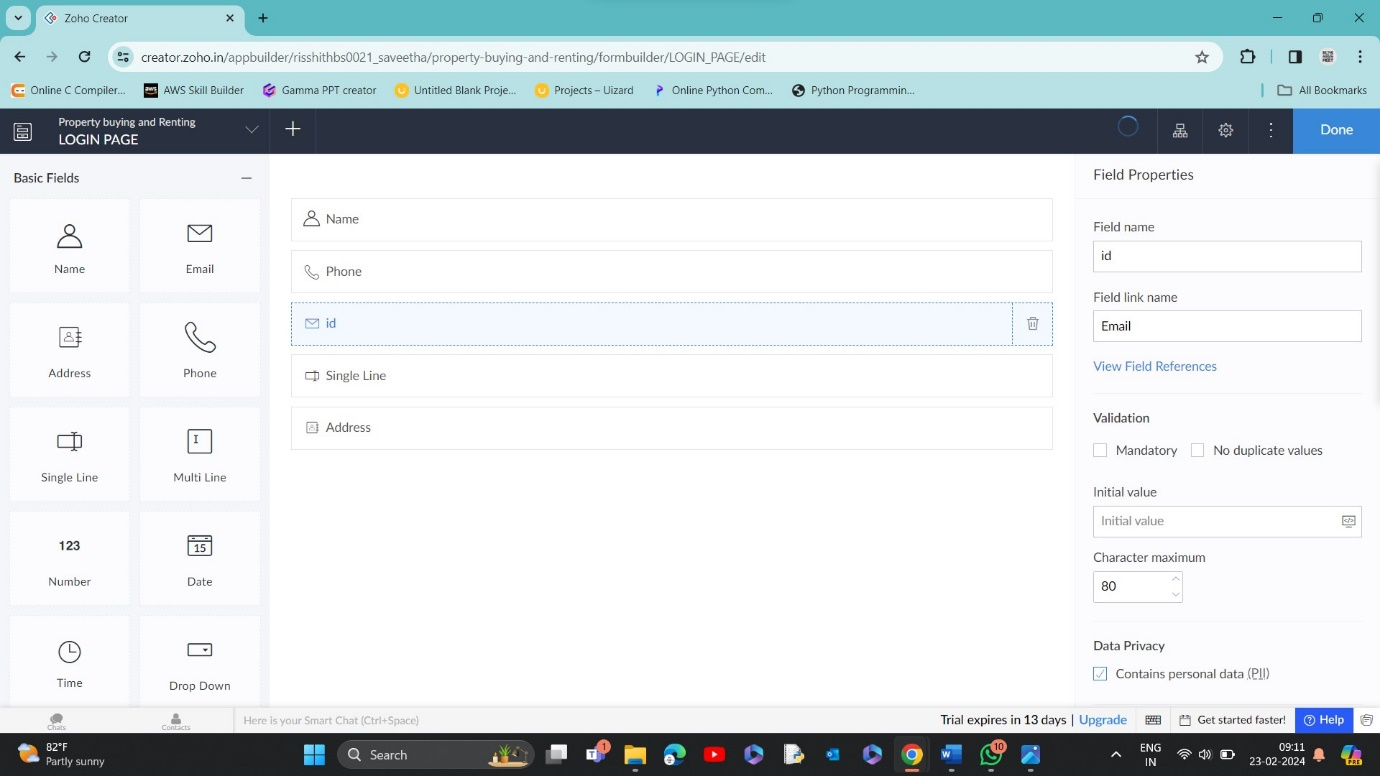 Zoho Creator
creator.zoho.in/appbuilder/risshithbs0021_saveetha/property-buying-and-renting/formbuilder/LOGIN_PAGE/edit
Online C Compiler... AWS Skill Builder Gamma PPT creator Untitled Blank Proje... Projects – Uizard Online Python Com... Python Programmin... All Bookmarks
Property buying and Renting
LOGIN PAGE
Done
Basic Fields
Name
Email
Address
Phone
Single Line
Multi Line
123
Number
15
Date
Time
Drop Down
Name
Phone
id
Single Line
Address
Field Properties
Field name
id
Field link name
Email
View Field References
Validation
Mandatory No duplicate values
Initial value
Initial value
Character maximum
80
Data Privacy
Contains personal data (PII)
Chats
Contacts
Here is your Smart Chat (Ctrl+Space)
Trial expires in 13 days | Upgrade
Get started faster!
Help
82°F
Partly sunny
Search
1
10
ENG
IN
09:11
23-02-2024
PRE